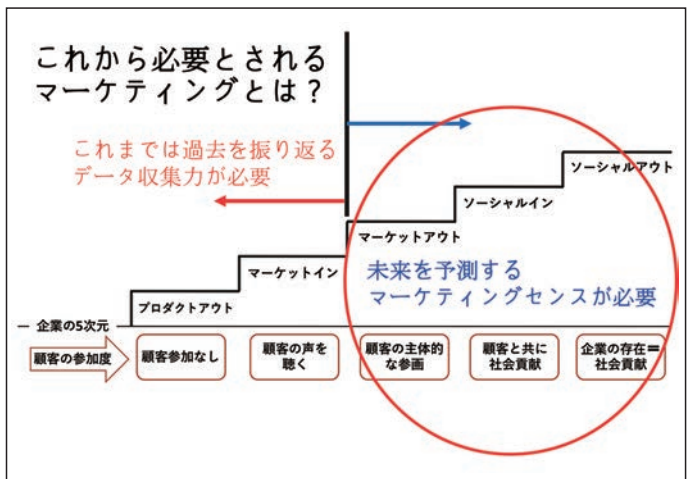 これから必要とされる
マーケティングとは？
これまでは過去を振り返る
データ収集力が必要
ソーシャルアウト
ソーシャルイン
マーケットアウト
マーケットイン
プロダクトアウト
未来を予測する
マーケティングセンスが必要
企業の5次元
顧客の参加度
顧客参加なし
顧客の声を
聴く
顧客の主体的
な参画
顧客と共に
社会貢献
企業の存在＝
社会貢献